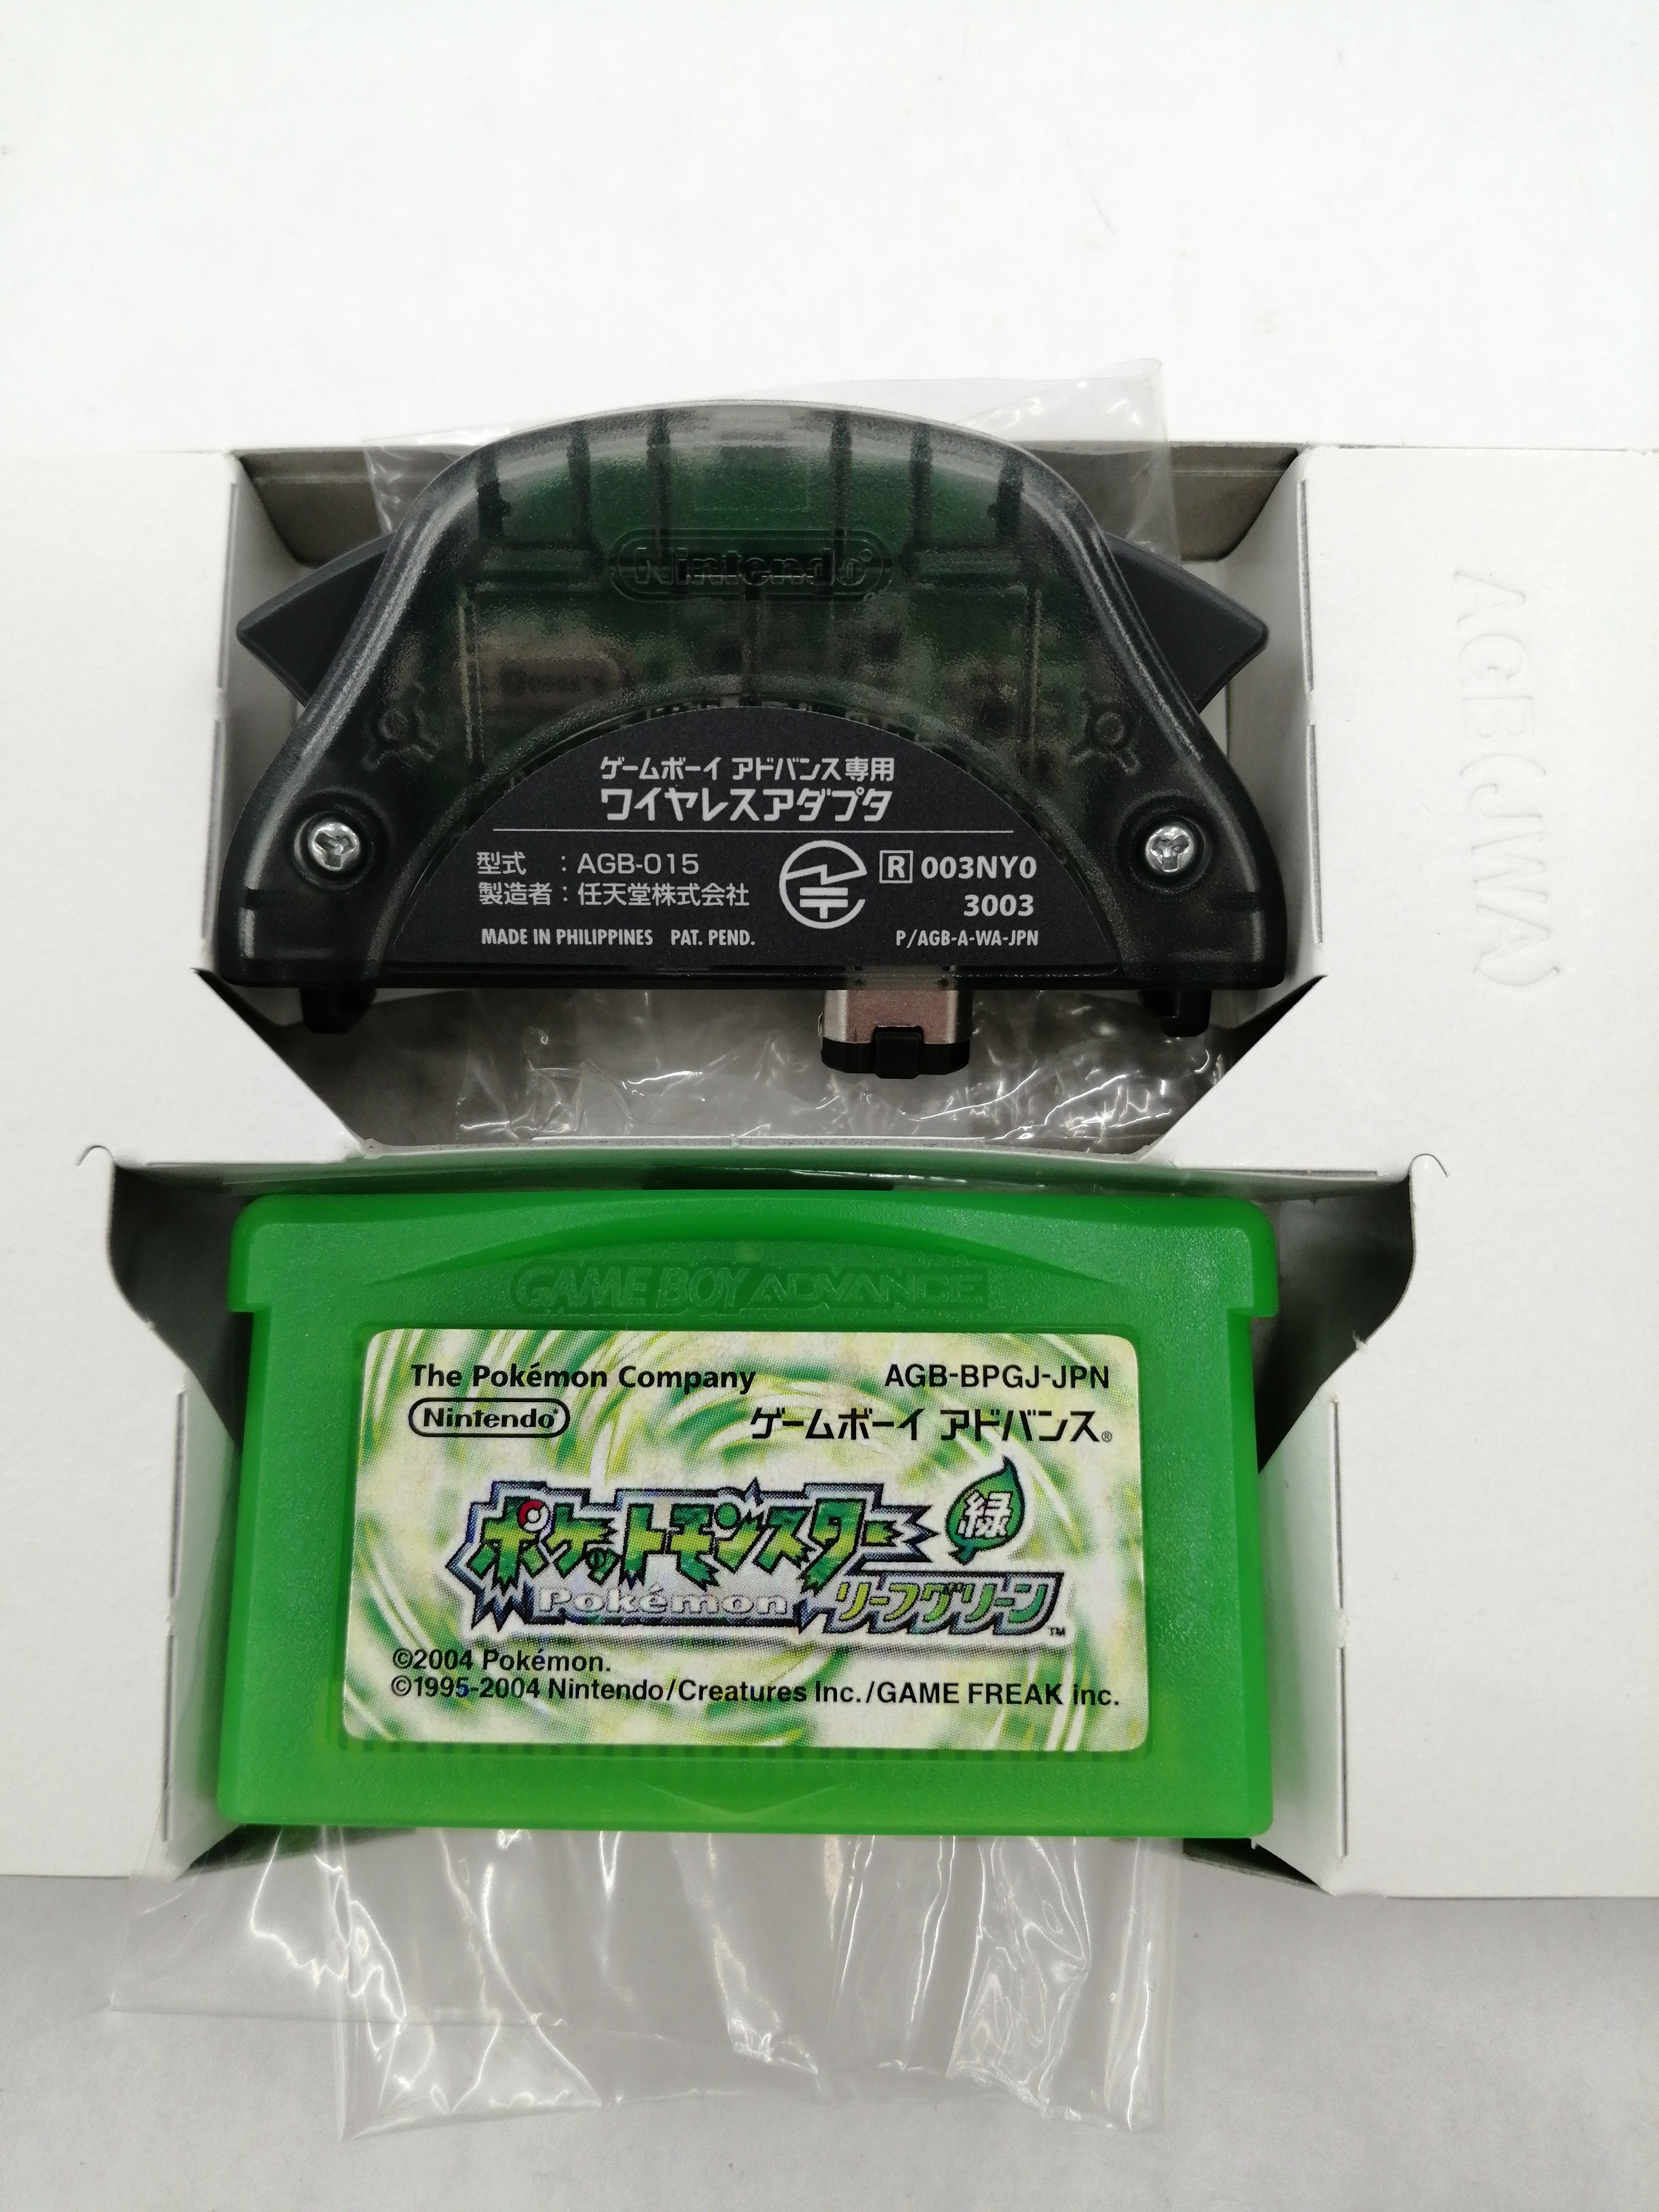 Nintendo
ゲームボーイ アドバンス専用
ワイヤレスアダプタ
型式 : AGB-015
製造者 : 任天堂株式会社
R 003NY0
3003
MADE IN PHILIPPINES PAT. PEND.
P/AGB-A-WA-JPN
AGB(JWA)
GAME BOY ADVANCE
The Pokémon Company
AGB-BPGJ-JPN
Nintendo®
ゲームボーイ アドバンス®
ポケットモンスター 緑
Pokémon リーフグリーン™
©2004 Pokémon.
©1995-2004 Nintendo/Creatures Inc./GAME FREAK inc.